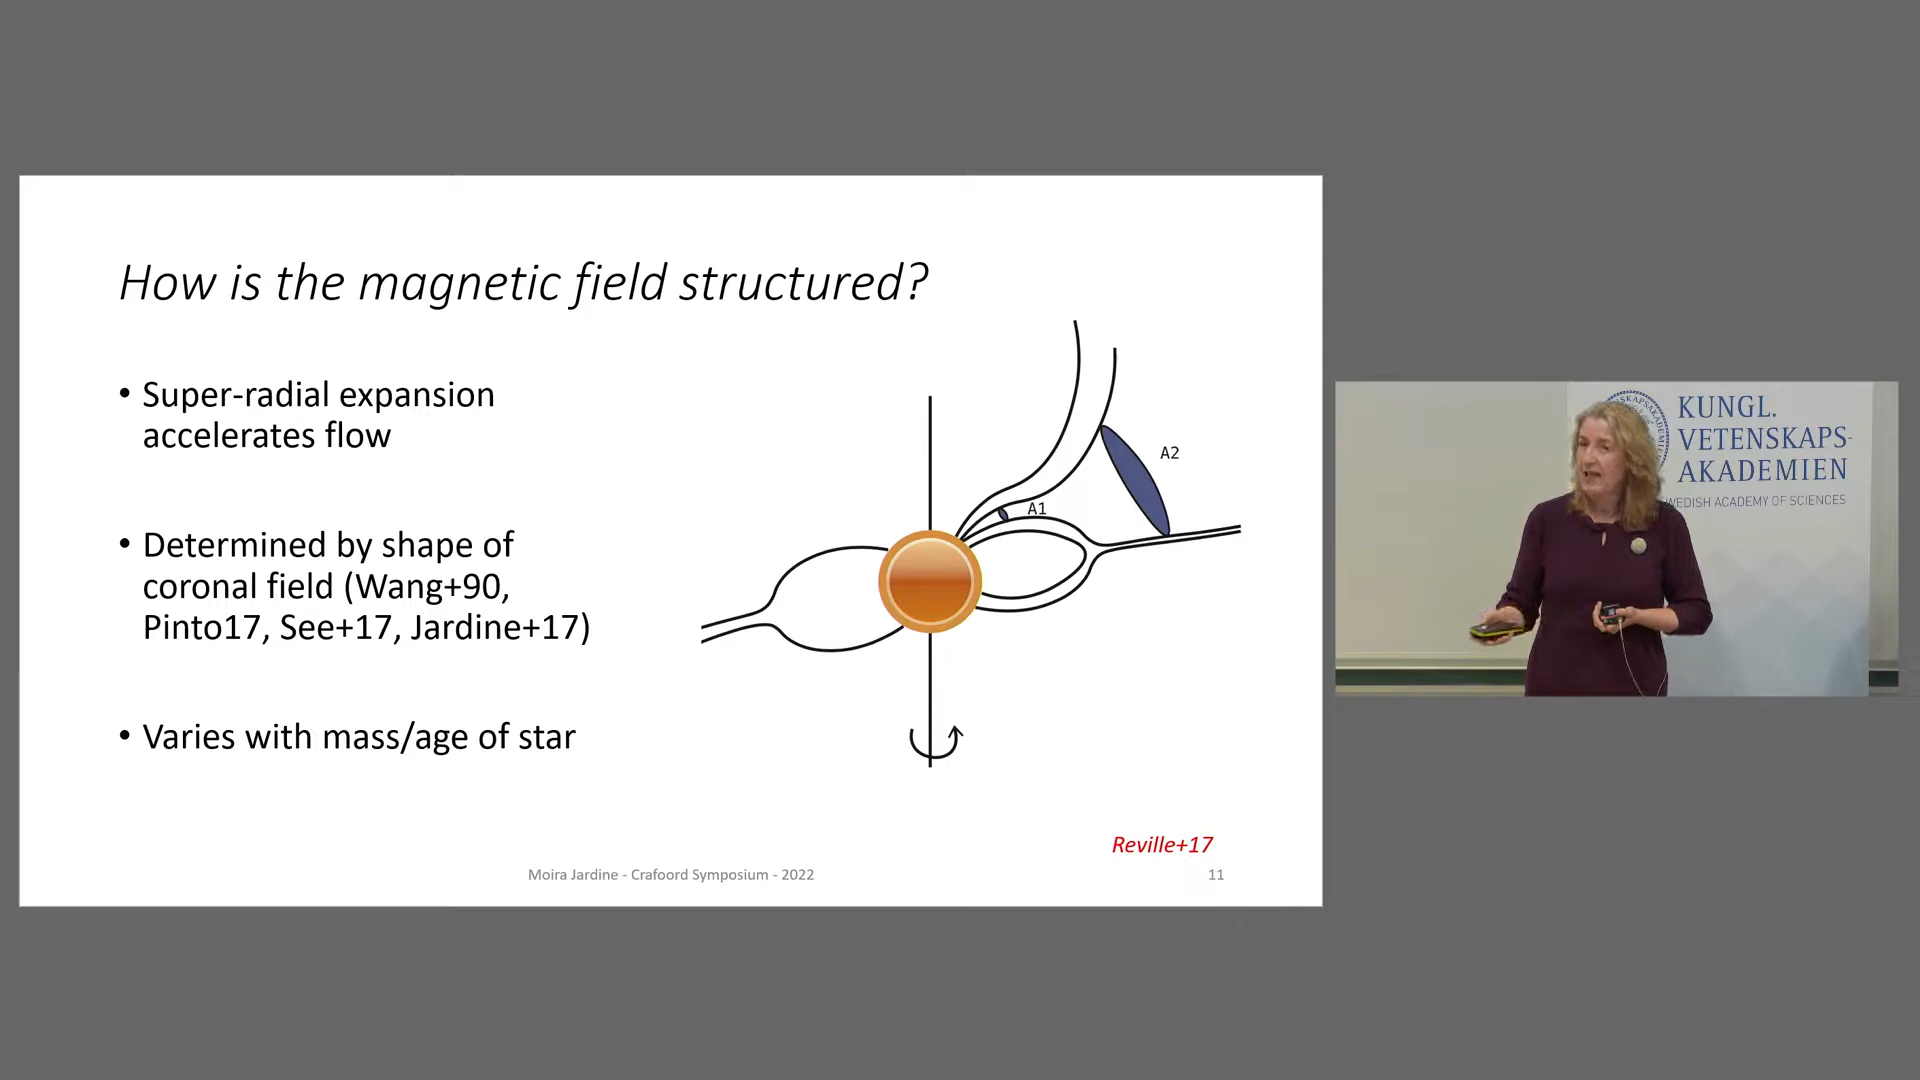 How is the magnetic field structured?
• Super-radial expansion
accelerates flow
• Determined by shape of
coronal field (Wang+90,
Pinto17, See+17, Jardine+17)
• Varies with mass/age of star
A2
A1
Reville+17
Moira Jardine - Crafoord Symposium - 2022
11
KUNGL.
VETENSKAPS-
AKADEMIEN
WEDISH ACADEMY OF SCIENCES